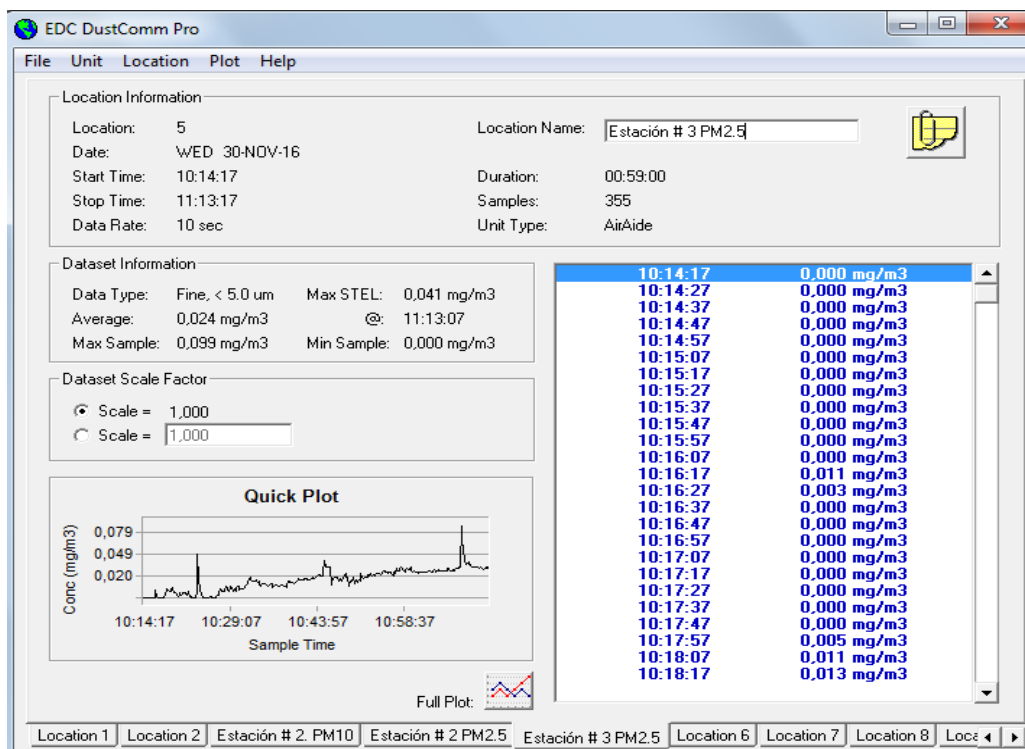 EDC DustComm Pro
File Unit Location Plot Help
Location Information
Location: 5 Location Name: Estación # 3 PM2.5
Date: WED 30-NOV-16
Start Time: 10:14:17 Duration: 00:59:00
Stop Time: 11:13:17 Samples: 355
Data Rate: 10 sec Unit Type: AirAide
Dataset Information
Data Type: Fine, < 5.0 um Max STEL: 0,041 mg/m3
Average: 0,024 mg/m3 @: 11:13:07
Max Sample: 0,099 mg/m3 Min Sample: 0,000 mg/m3
Dataset Scale Factor
Scale = 1,000
Scale = 1,000
Quick Plot
Conc (mg/m3)
0,079
0,049
0,020
10:14:17 10:29:07 10:43:57 10:58:37
Sample Time
Full Plot:
10:14:17 0,000 mg/m3
10:14:27 0,000 mg/m3
10:14:37 0,000 mg/m3
10:14:47 0,000 mg/m3
10:14:57 0,000 mg/m3
10:15:07 0,000 mg/m3
10:15:17 0,000 mg/m3
10:15:27 0,000 mg/m3
10:15:37 0,000 mg/m3
10:15:47 0,000 mg/m3
10:15:57 0,000 mg/m3
10:16:07 0,000 mg/m3
10:16:17 0,011 mg/m3
10:16:27 0,003 mg/m3
10:16:37 0,000 mg/m3
10:16:47 0,000 mg/m3
10:16:57 0,000 mg/m3
10:17:07 0,000 mg/m3
10:17:17 0,000 mg/m3
10:17:27 0,000 mg/m3
10:17:37 0,000 mg/m3
10:17:47 0,000 mg/m3
10:17:57 0,005 mg/m3
10:18:07 0,011 mg/m3
10:18:17 0,013 mg/m3
Location 1 Location 2 Estación # 2. PM10 Estación # 2 PM2.5 Estación # 3 PM2.5 Location 6 Location 7 Location 8